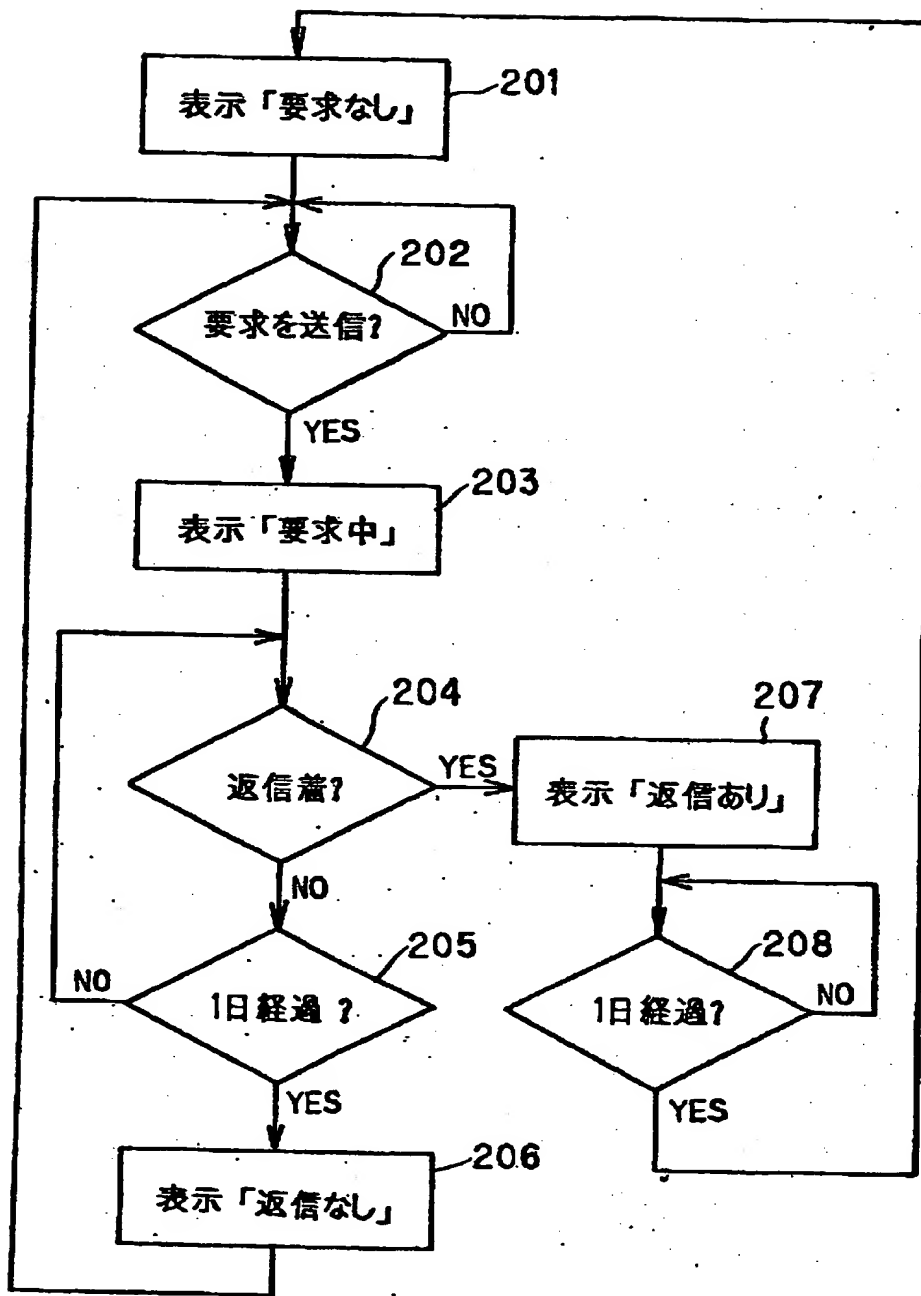 表示「要求なし」
201
202
要求を送信?
NO
YES
203
表示「要求中」
204
返信着?
YES
207
表示「返信あり」
NO
205
1日経過?
NO
208
1日経過?
NO
YES
YES
206
表示「返信なし」